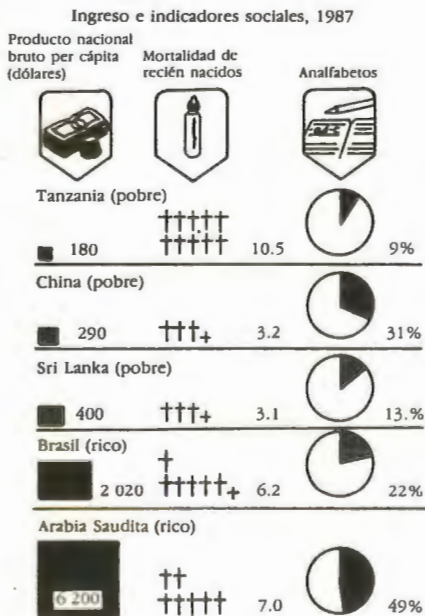 Ingreso e indicadores sociales, 1987
Producto nacional
bruto per cápita
(dólares)
Mortalidad de
recién nacidos
Analfabetos
Tanzania (pobre)
180 10.5 9%
China (pobre)
290 3.2 31%
Sri Lanka (pobre)
400 3.1 13.%
Brasil (rico)
2 020 6.2 22%
Arabia Saudita (rico)
6 200 7.0 49%